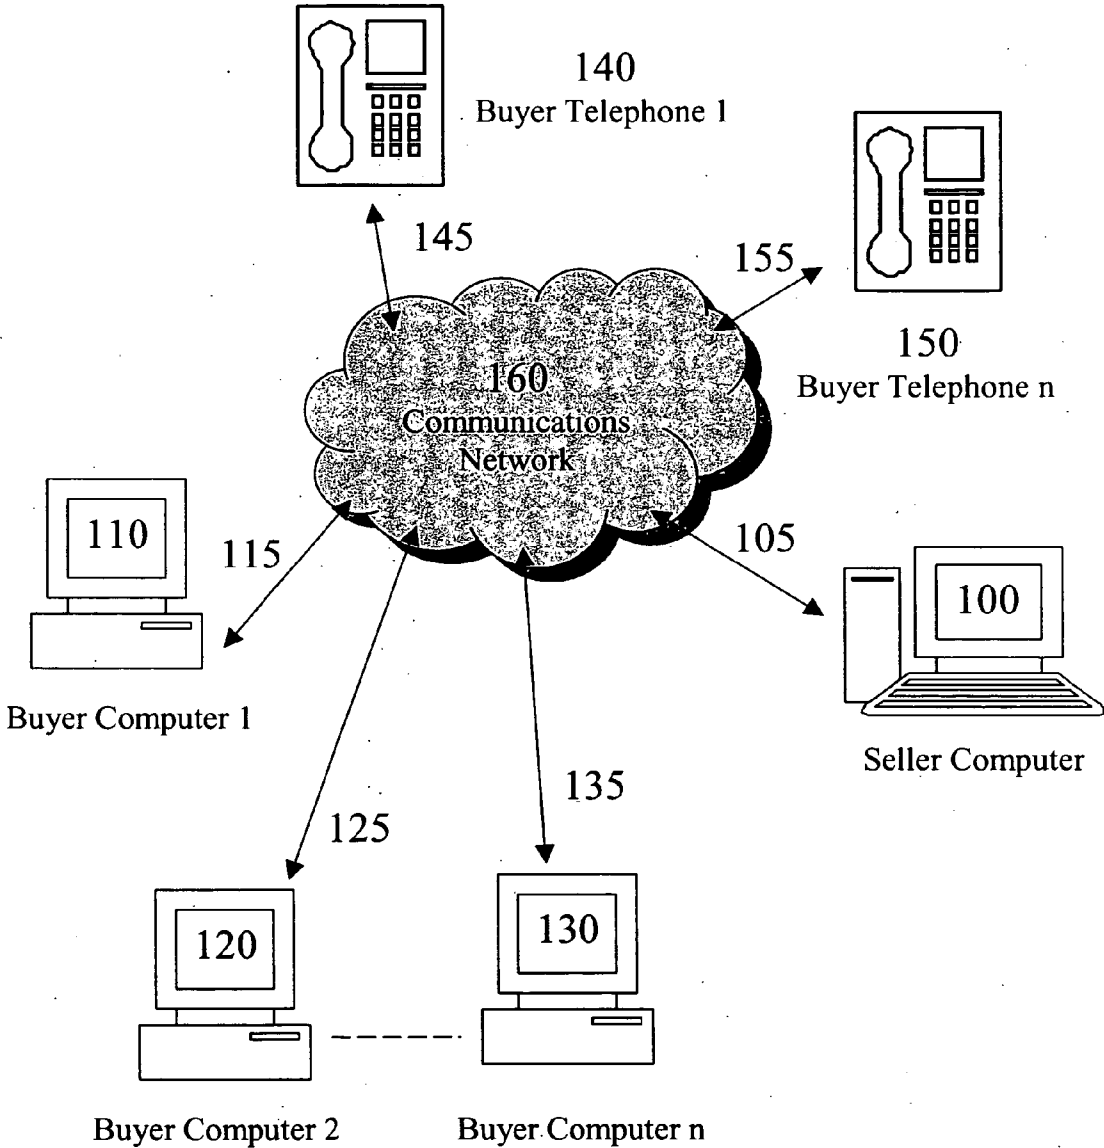 140
Buyer Telephone 1
145
155
150
Buyer Telephone n
160
Communications
Network
110
115
Buyer Computer 1
105
100
Seller Computer
125
135
120
130
Buyer Computer 2
Buyer Computer n